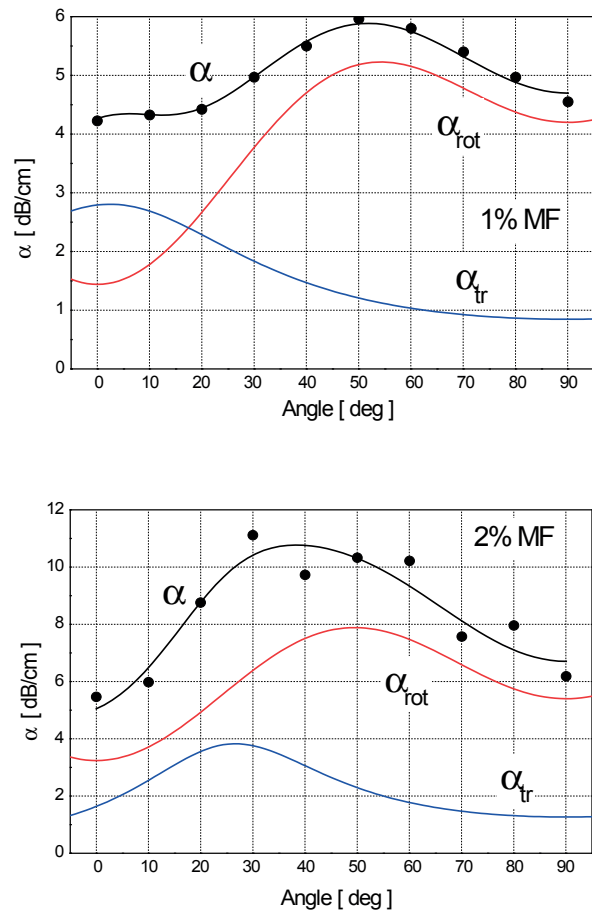 6
5
4
3
2
1
0
α [ dB/cm ]
α
α_rot
1% MF
α_tr
0 10 20 30 40 50 60 70 80 90
Angle [ deg ]
12
10
8
6
4
2
0
α [ dB/cm ]
2% MF
α
α_rot
α_tr
0 10 20 30 40 50 60 70 80 90
Angle [ deg ]